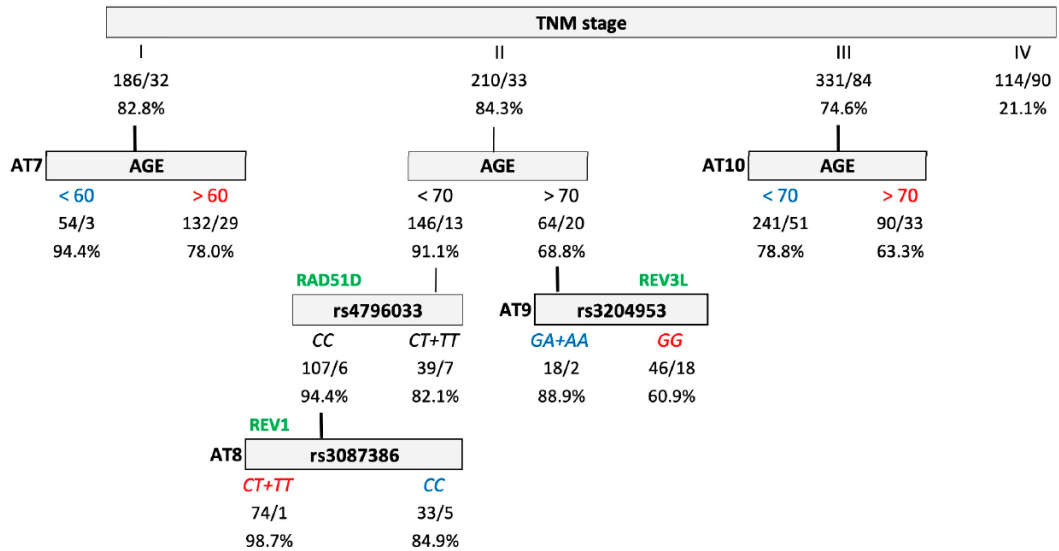 TNM stage
I II III IV
186/32 210/33 331/84 114/90
82.8% 84.3% 74.6% 21.1%
AT7 AGE AGE AT10 AGE
< 60 > 60 < 70 > 70 < 70 > 70
54/3 132/29 146/13 64/20 241/51 90/33
94.4% 78.0% 91.1% 68.8% 78.8% 63.3%
RAD51D REV3L
rs4796033 AT9 rs3204953
CC CT+TT GA+AA GG
107/6 39/7 18/2 46/18
94.4% 82.1% 88.9% 60.9%
REV1
AT8 rs3087386
CT+TT CC
74/1 33/5
98.7% 84.9%